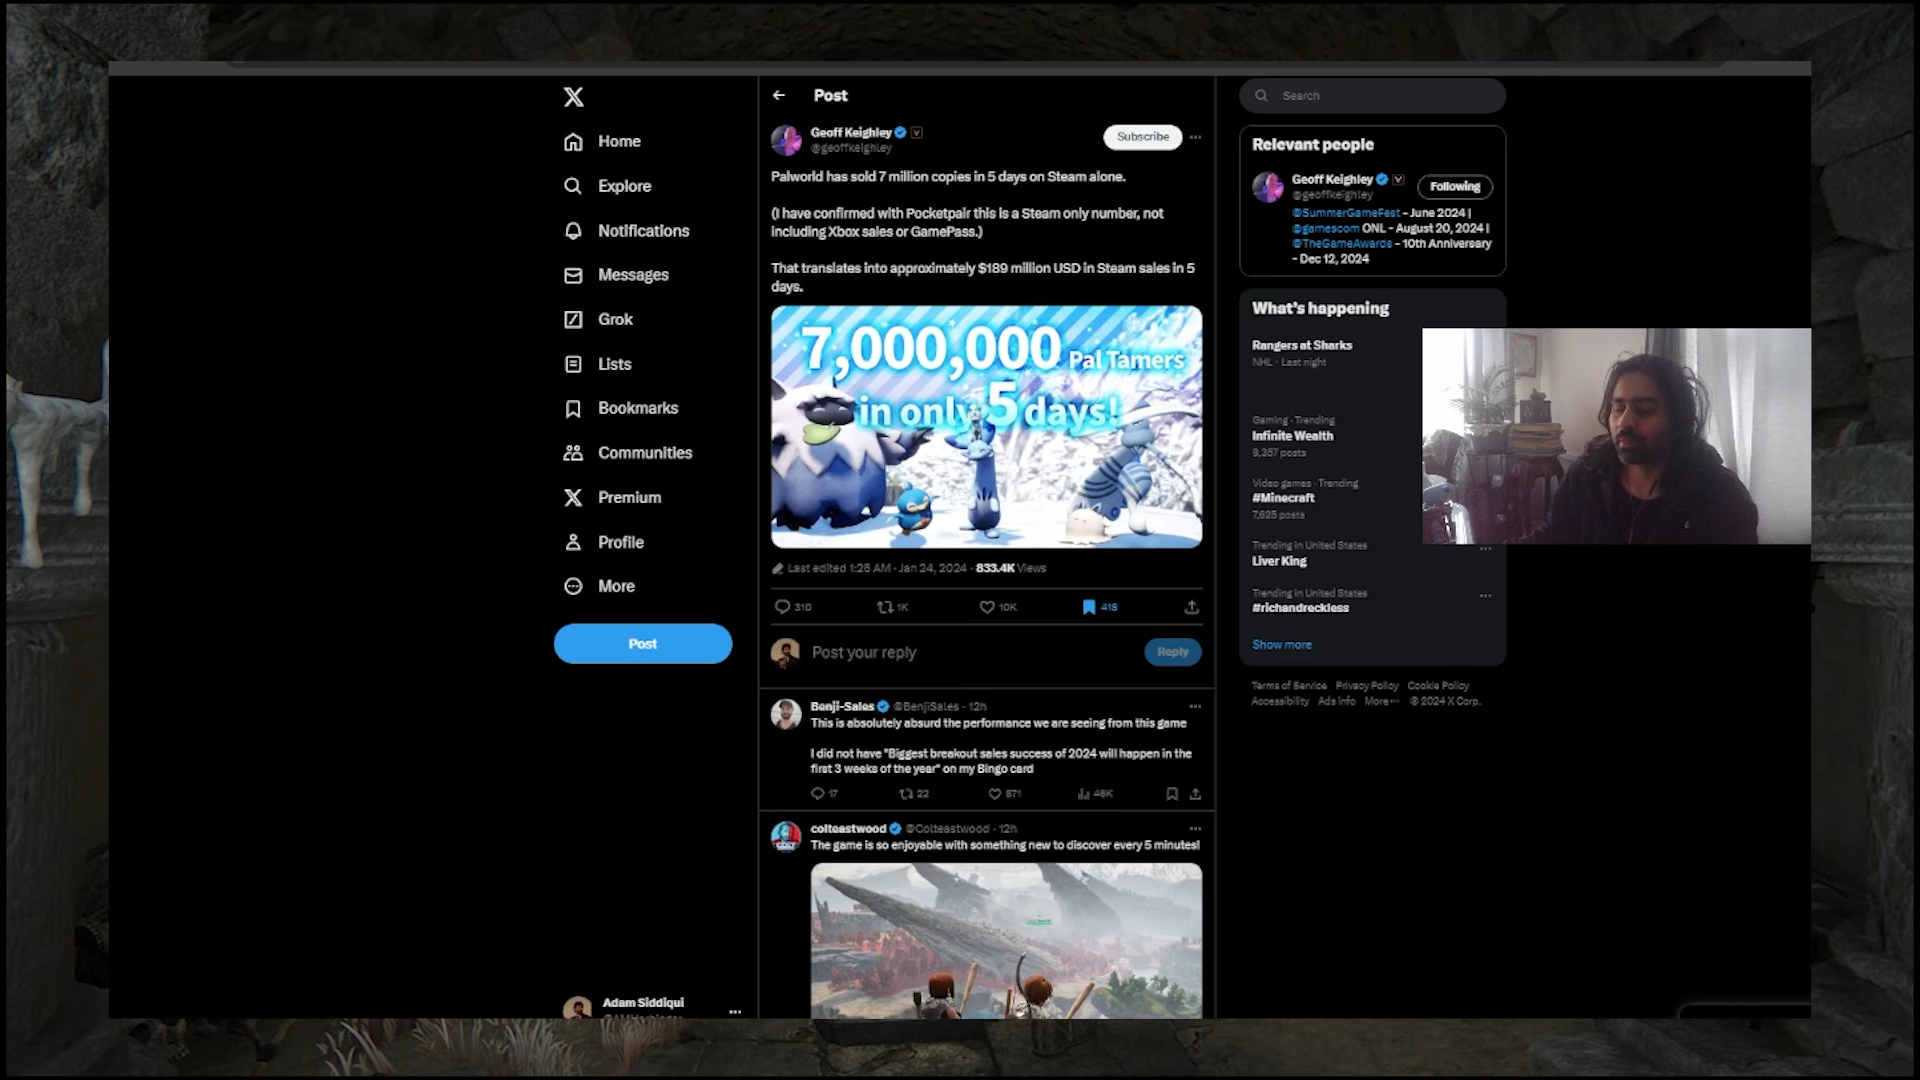 Home
Explore
Notifications
Messages
Grok
Lists
Bookmarks
Communities
Premium
Profile
More
Post
Adam Siddiqui
Post
Geoff Keighley
@geoffkeighley
Subscribe
Palworld has sold 7 million copies in 5 days on Steam alone.
(I have confirmed with Pocketpair this is a Steam only number, not
including Xbox sales or GamePass.)
That translates into approximately $189 million USD in Steam sales in 5
days.
7,000,000 Pal Tamers
in only 5 days!
Last edited 1:25 AM · Jan 24, 2024 · 833.4K Views
310 1K 10K 418
Post your reply
Reply
Benji-Sales @BenjiSales · 12h
This is absolutely absurd the performance we are seeing from this game
I did not have "Biggest breakout sales success of 2024 will happen in the
first 3 weeks of the year" on my Bingo card
17 22 871 46K
colteastwood @Colteastwood · 12h
The game is so enjoyable with something new to discover every 5 minutes!
Search
Relevant people
Geoff Keighley
@geoffkeighley
Following
@SummerGameFest - June 2024 |
@gamescom ONL - August 20, 2024 |
@TheGameAwards - 10th Anniversary
- Dec 12, 2024
What's happening
Rangers at Sharks
NHL · Last night
Gaming · Trending
Infinite Wealth
9,357 posts
Video games · Trending
#Minecraft
7,825 posts
Trending in United States
Liver King
Trending in United States
#richandreckless
Show more
Terms of Service Privacy Policy Cookie Policy
Accessibility Ads info More ··· © 2024 X Corp.